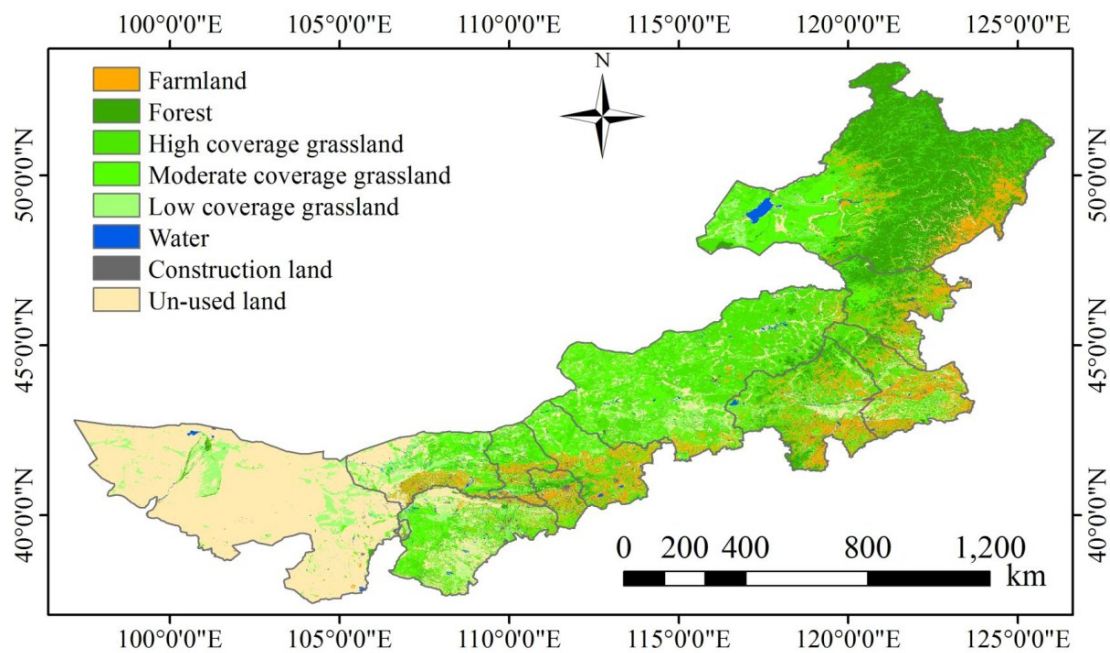 100°0'0"E 105°0'0"E 110°0'0"E 115°0'0"E 120°0'0"E 125°0'0"E
N
Farmland
Forest
High coverage grassland
Moderate coverage grassland
Low coverage grassland
Water
Construction land
Un-used land
50°0'0"N
45°0'0"N
40°0'0"N
50°0'0"N
45°0'0"N
40°0'0"N
0 200 400 800 1,200
km
100°0'0"E 105°0'0"E 110°0'0"E 115°0'0"E 120°0'0"E 125°0'0"E